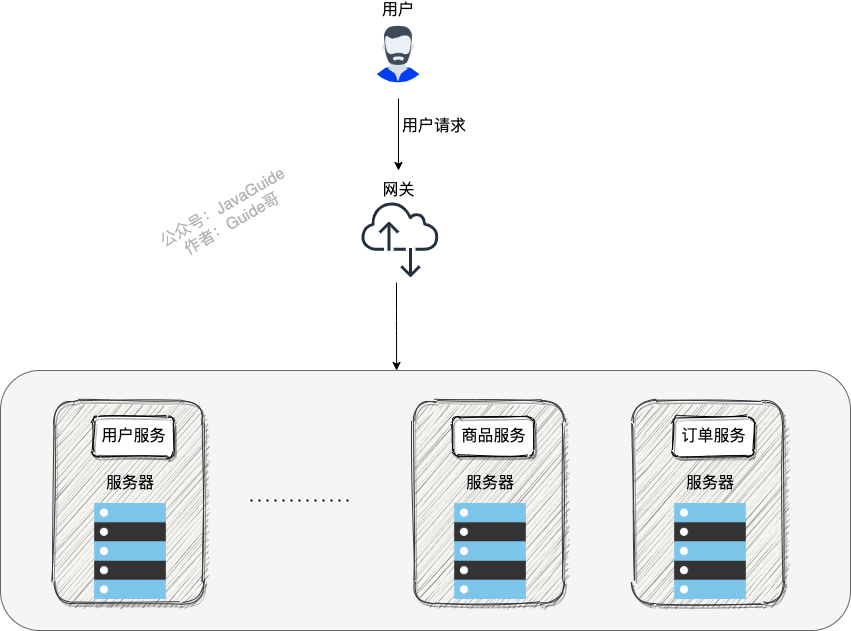 用户
用户请求
网关
公众号：JavaGuide
作者：Guide哥
用户服务
服务器
.............
商品服务
服务器
订单服务
服务器